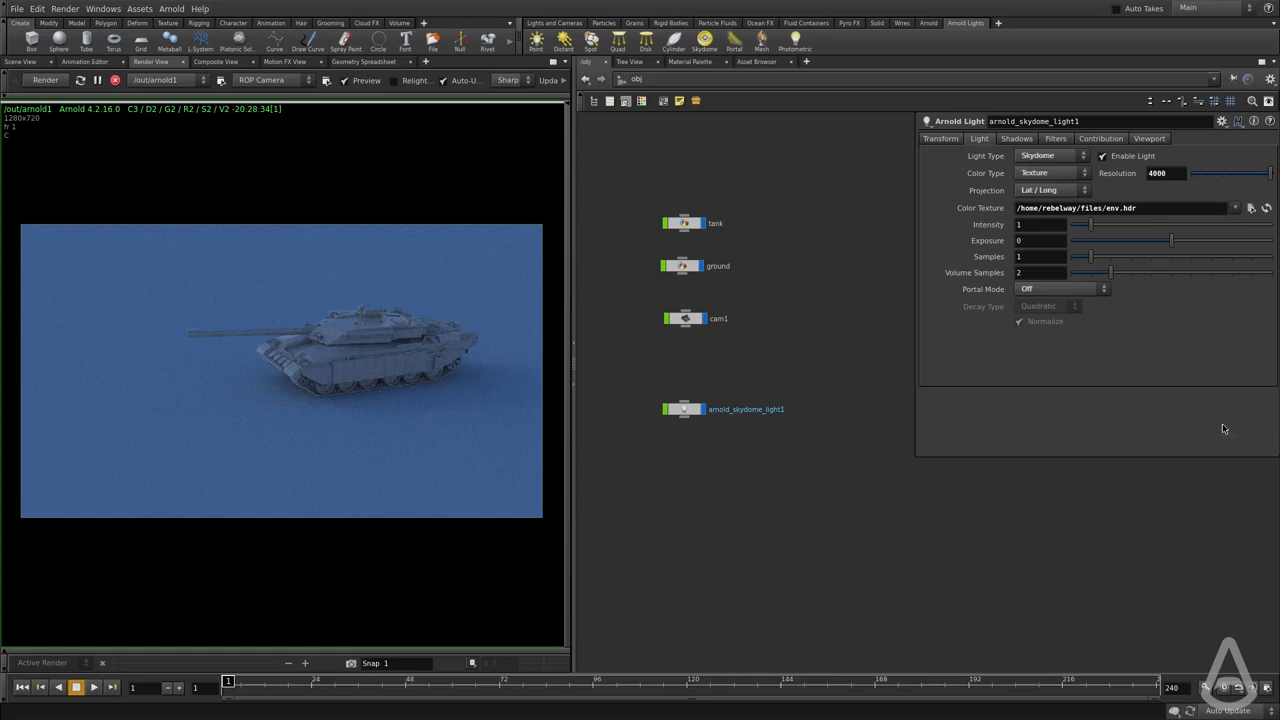 File Edit Render Windows Assets Arnold Help Auto Takes Main
Create Modify Model Polygon Deform Texture Rigging Character Animation Hair Grooming Cloud FX Volume
Lights and Cameras Particles Grains Rigid Bodies Particle Fluids Ocean FX Fluid Containers Pyro FX Solid Wires Arnold Arnold Lights
Box Sphere Tube Torus Grid Metaball L-System Platonic Sol... Curve Draw Curve Spray Paint Circle Font File Null Rivet
Point Distant Spot Quad Disk Cylinder Skydome Portal Mesh Photometric
Scene View Animation Editor Render View Composite View Motion FX View Geometry Spreadsheet
/obj Tree View Material Palette Asset Browser
Render /out/arnold1 ROP Camera Preview Relight... Auto-U... Sharp Upda
obj
/out/arnold1 Arnold 4.2.16.0 C3 / D2 / G2 / R2 / S2 / V2 -20:28:34[1]
1280x720
fr 1
C
Arnold Light arnold_skydome_light1
Transform Light Shadows Filters Contribution Viewport
Light Type Skydome Enable Light
Color Type Texture Resolution 4000
Projection Lat / Long
Color Texture /home/rebelway/files/env.hdr
Intensity 1
Exposure 0
Samples 1
Volume Samples 2
Portal Mode Off
Decay Type Quadratic
Normalize
tank
ground
cam1
arnold_skydome_light1
Active Render Snap 1
1 1 1 24 48 72 96 120 144 168 192 216 2 240
Auto Update